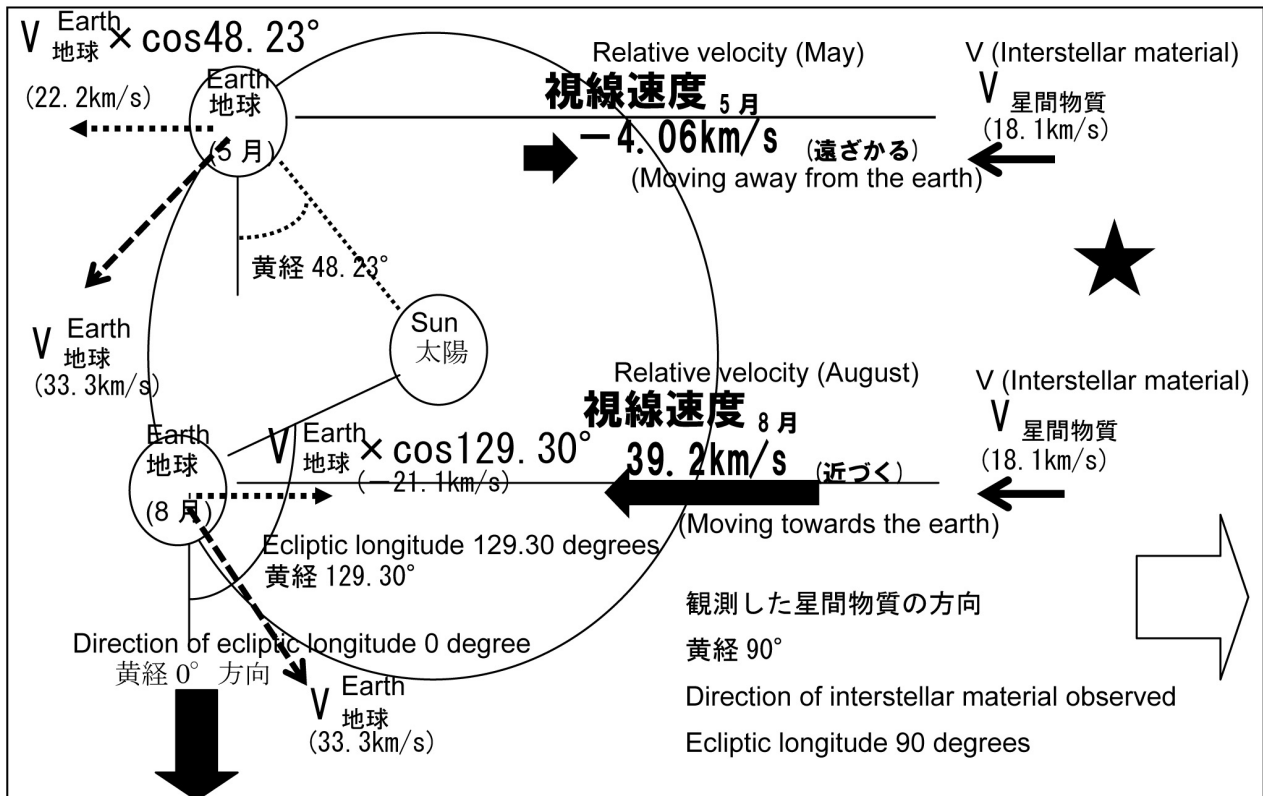 V Earth 地球 × cos48.23°
(22.2km/s)
Earth
地球
(5 月)
Relative velocity (May)
視線速度 5 月
−4.06km/s (遠ざかる)
(Moving away from the earth)
V (Interstellar material)
V 星間物質
(18.1km/s)
黄経 48.23°
V Earth 地球
(33.3km/s)
Sun
太陽
Relative velocity (August)
視線速度 8 月
39.2km/s (近づく)
(Moving towards the earth)
V (Interstellar material)
V 星間物質
(18.1km/s)
Earth
地球
(8 月)
V Earth 地球 × cos129.30°
(−21.1km/s)
Ecliptic longitude 129.30 degrees
黄経 129.30°
Direction of ecliptic longitude 0 degree
黄経 0° 方向
V Earth 地球
(33.3km/s)
観測した星間物質の方向
黄経 90°
Direction of interstellar material observed
Ecliptic longitude 90 degrees